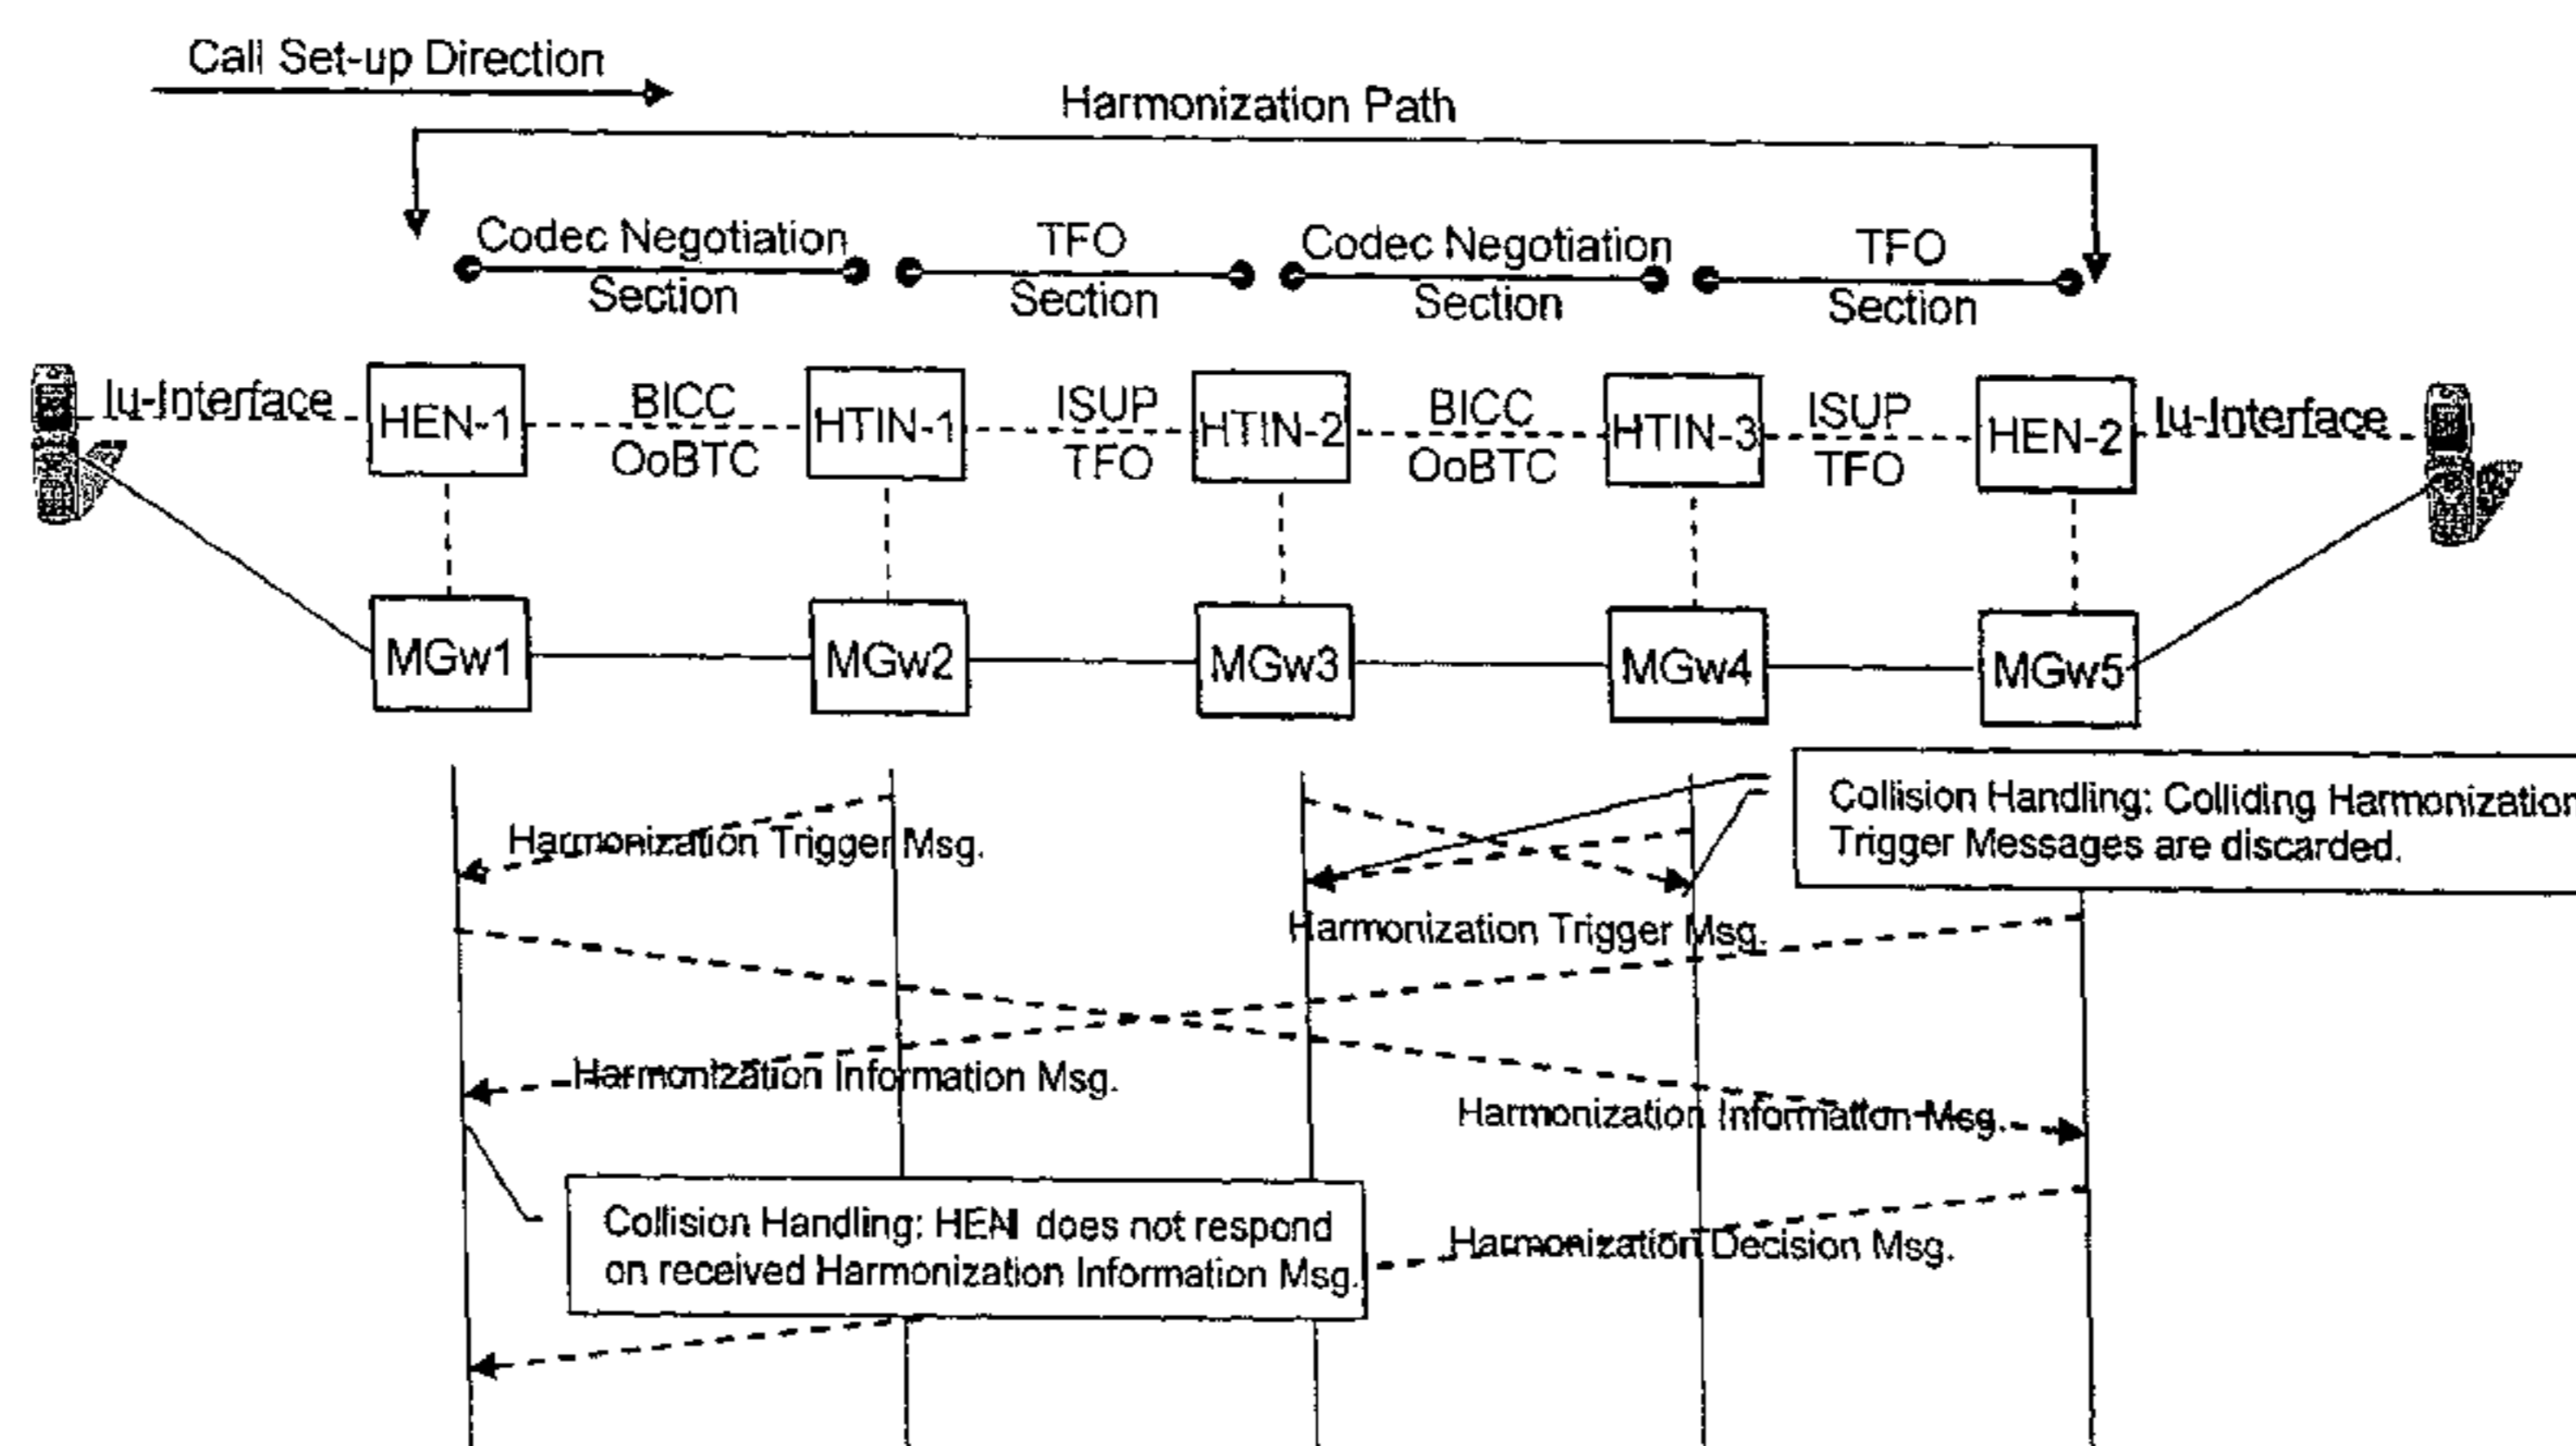 Call Set-up Direction
Harmonization Path
Codec Negotiation
Section
TFO
Section
Codec Negotiation
Section
TFO
Section
Iu-Interface
HEN-1
BICC
OoBTC
HTIN-1
ISUP
TFO
HTIN-2
BICC
OoBTC
HTIN-3
ISUP
TFO
HEN-2
Iu-Interface
MGw1
MGw2
MGw3
MGw4
MGw5
Harmonization Trigger Msg.
Collision Handling: Colliding Harmonization
Trigger Messages are discarded.
Harmonization Trigger Msg.
Harmonization Information Msg.
Harmonization Information Msg.
Collision Handling: HEN does not respond
on received Harmonization Information Msg.
Harmonization Decision Msg.